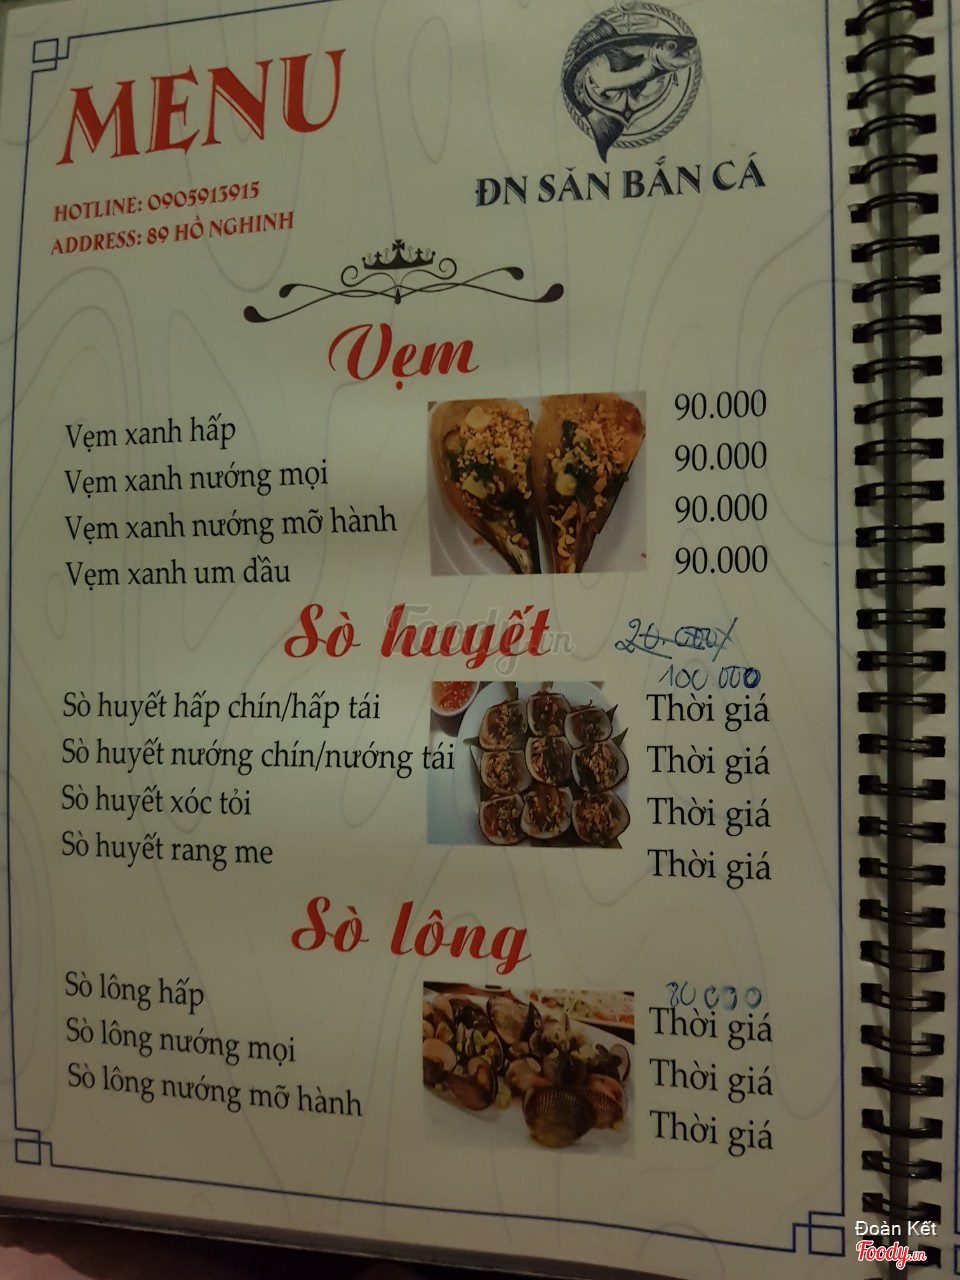 MENU
HOTLINE: 0905913915
ADDRESS: 89 HỒ NGHINH
ĐN SĂN BẮN CÁ
Vẹm
Vẹm xanh hấp 90.000
Vẹm xanh nướng mọi 90.000
Vẹm xanh nướng mỡ hành 90.000
Vẹm xanh um dầu 90.000
Sò huyết
100 000
Sò huyết hấp chín/hấp tái Thời giá
Sò huyết nướng chín/nướng tái Thời giá
Sò huyết xóc tỏi Thời giá
Sò huyết rang me Thời giá
Sò lông
80 000
Sò lông hấp Thời giá
Sò lông nướng mọi Thời giá
Sò lông nướng mỡ hành Thời giá
Foody.vn
Đoàn Kết
Foody.vn